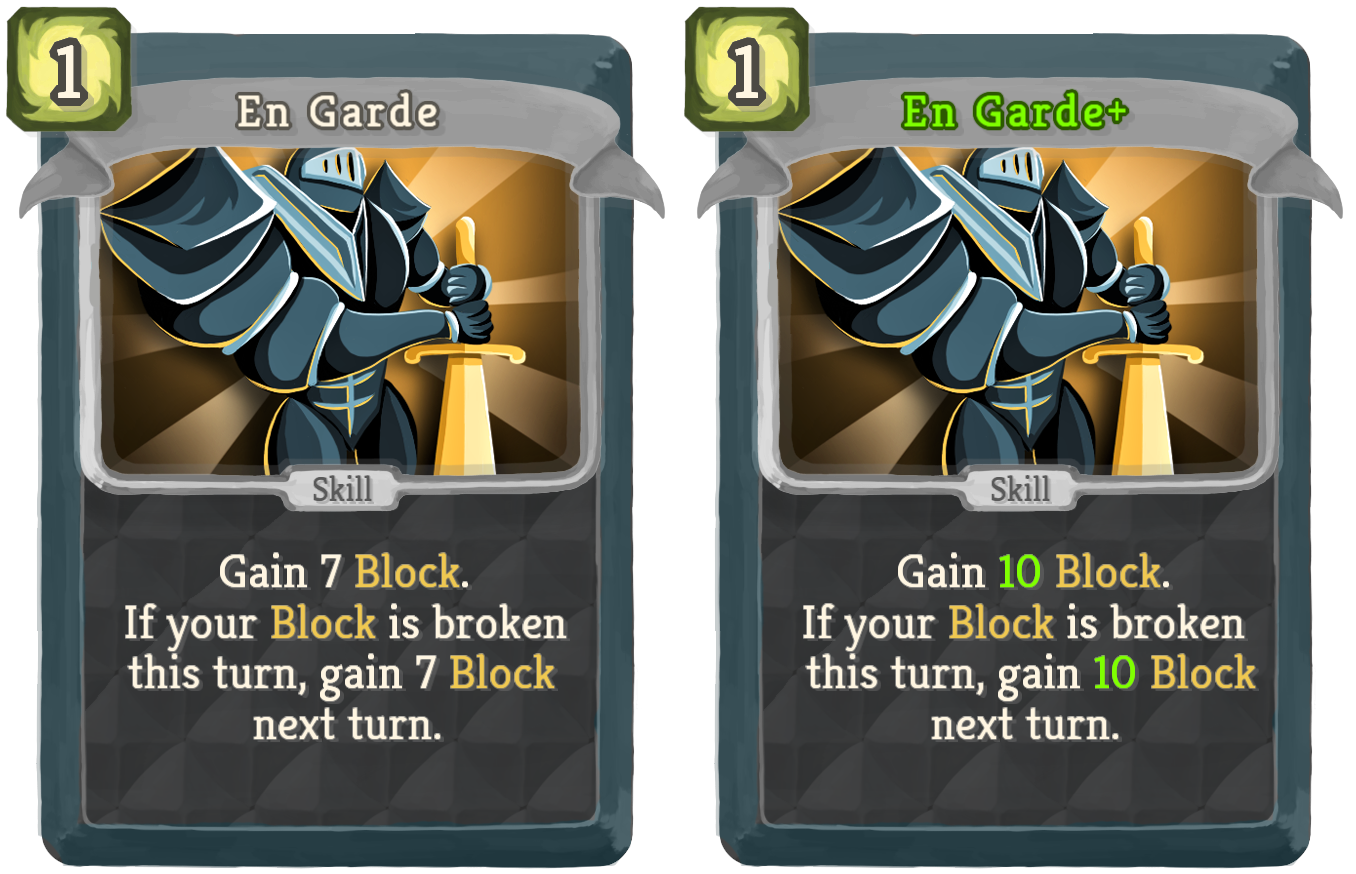 1
En Garde
Skill
Gain 7 Block.
If your Block is broken
this turn, gain 7 Block
next turn.
1
En Garde+
Skill
Gain 10 Block.
If your Block is broken
this turn, gain 10 Block
next turn.